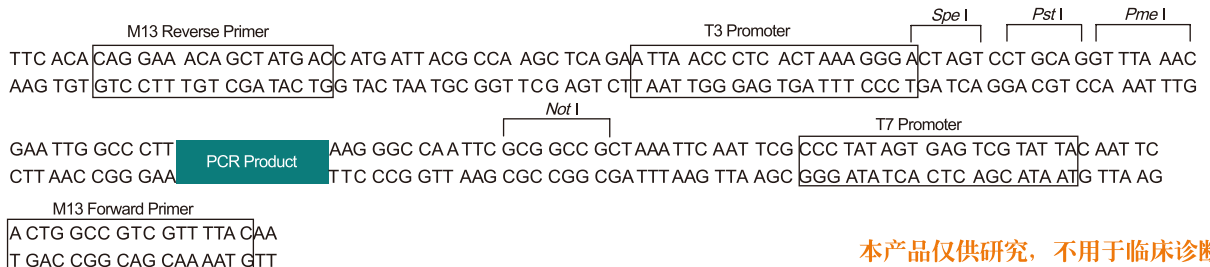 M13 Reverse Primer T3 Promoter Spe I Pst I Pme I
TTC ACA CAG GAA ACA GCT ATG ACC ATG ATT ACG CCA AGC TCA GAA TTA ACC CTC ACT AAA GGG ACT AGT CCT GCA GGT TTA AAC
AAG TGT GTC CTT TGT CGA TAC TGG TAC TAA TGC GGT TCG AGT CTT AAT TGG GAG TGA TTT CCC TGA TCA GGA CGT CCA AAT TTG
Not I T7 Promoter
GAA TTG GCC CTT PCR Product AAG GGC CAA TTC GCG GCC GCT AAA TTC AAT TCG CCC TAT AGT GAG TCG TAT TAC AAT TC
CTT AAC CGG GAA TTC CCG GTT AAG CGC CGG CGA TTT AAG TTA AGC GGG ATA TCA CTC AGC ATA ATG TTA AG
M13 Forward Primer
A CTG GCC GTC GTT TTA CAA
T GAC CGG CAG CAA AAT GTT
本产品仅供研究，不用于临床诊断